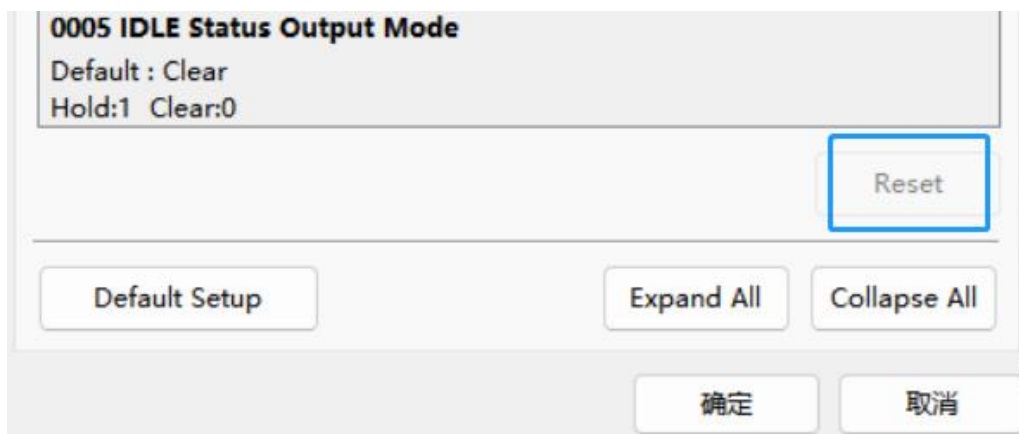 0005 IDLE Status Output Mode
Default : Clear
Hold:1 Clear:0
Reset
Default Setup
Expand All
Collapse All
确定
取消